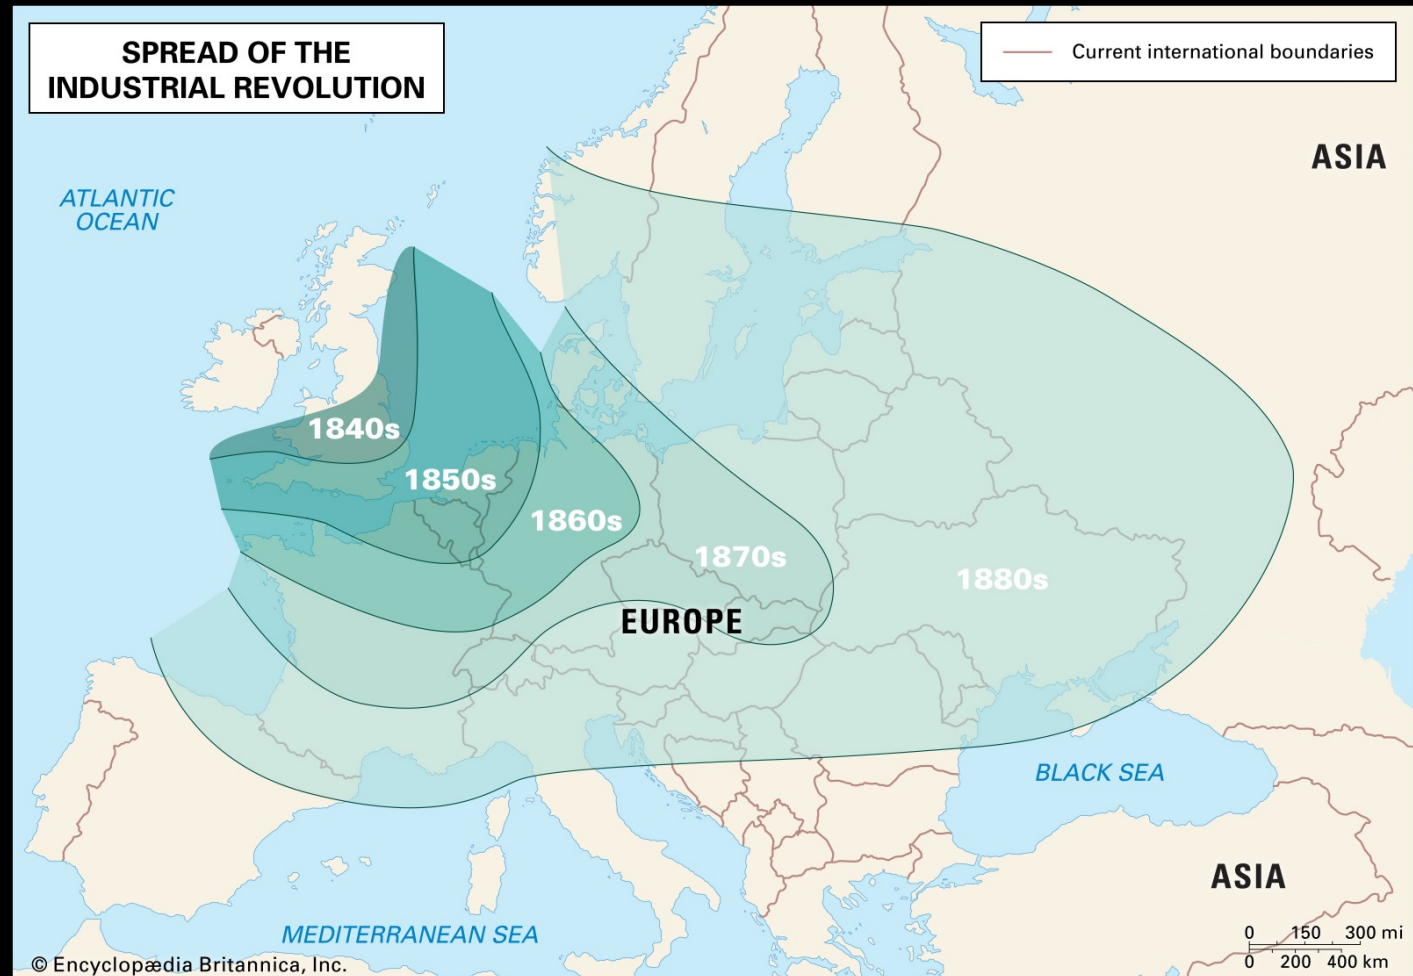 SPREAD OF THE
INDUSTRIAL REVOLUTION
Current international boundaries
ASIA
ATLANTIC
OCEAN
1840s
1850s
1860s
1870s
1880s
EUROPE
BLACK SEA
ASIA
MEDITERRANEAN SEA
0 150 300 mi
0 200 400 km
© Encyclopædia Britannica, Inc.